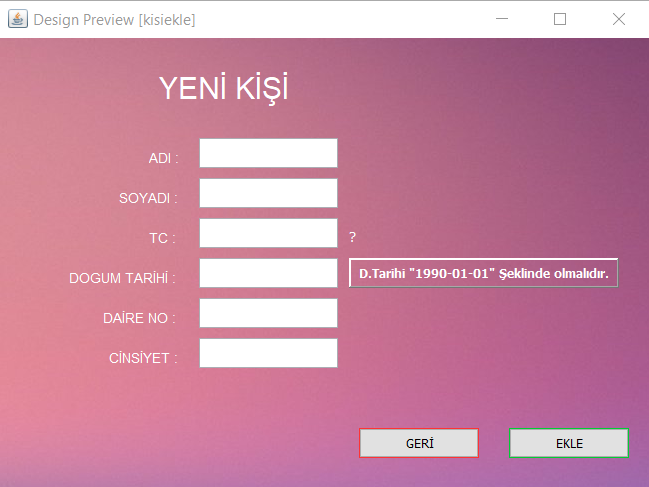 Design Preview [kisiekle]
YENİ KİŞİ
ADI :
SOYADI :
TC :
?
DOGUM TARİHİ :
D.Tarihi "1990-01-01" Şeklinde olmalıdır.
DAİRE NO :
CİNSİYET :
GERİ
EKLE